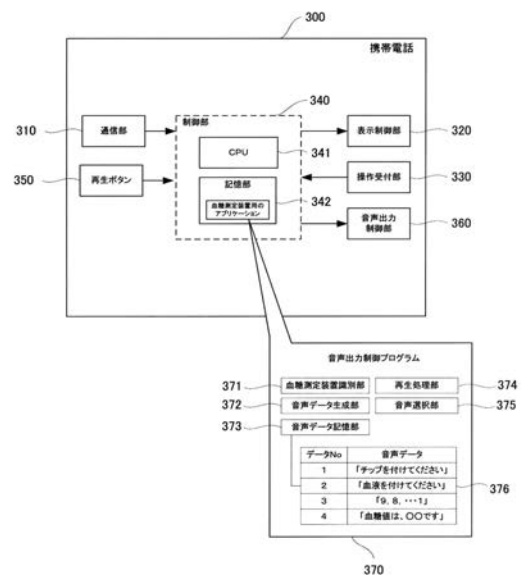 300
携帯電話
340
制御部
310
通信部
CPU
341
表示制御部
320
350
再生ボタン
記憶部
342
血糖測定装置用の
アプリケーション
操作受付部
330
音声出力
制御部
360
音声出力制御プログラム
371
血糖測定装置識別部
再生処理部
374
372
音声データ生成部
音声選択部
375
373
音声データ記憶部
データNo 音声データ
1 「チップを付けてください」
2 「血液を付けてください」
376
3 「9, 8, ・・・1」
4 「血糖値は、〇〇です」
370